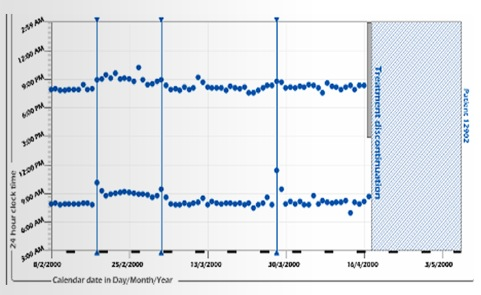 2:59 AM
12:00 AM
9:00 PM
6:00 PM
3:00 PM
12:00 PM
9:00 AM
6:00 AM
3:00 AM
24 hour clock time
8/2/2000
25/2/2000
13/3/2000
30/3/2000
16/4/2000
3/5/2000
Calendar date in Day/Month/Year
Treatment discontinuation
Patient 12902